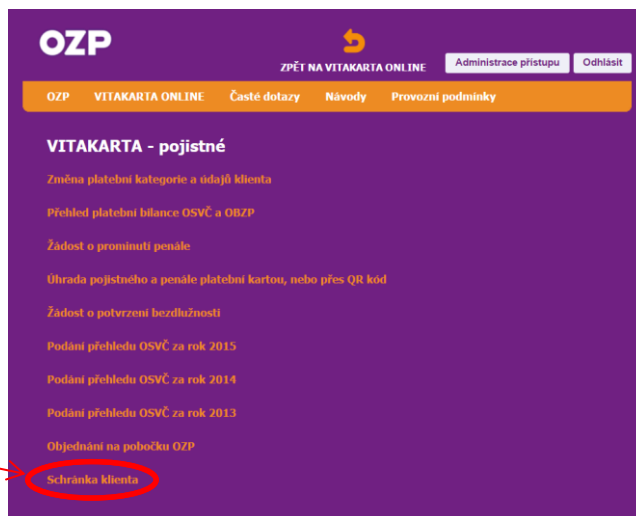 OZP
ZPĚT NA VITAKARTA ONLINE
Administrace přístupu
Odhlásit
OZP VITAKARTA ONLINE Časté dotazy Návody Provozní podmínky
VITAKARTA - pojistné
Změna platební kategorie a údajů klienta
Přehled platební bilance OSVČ a OBZP
Žádost o prominutí penále
Úhrada pojistného a penále platební kartou, nebo přes QR kód
Žádost o potvrzení bezdlužnosti
Podání přehledu OSVČ za rok 2015
Podání přehledu OSVČ za rok 2014
Podání přehledu OSVČ za rok 2013
Objednání na pobočku OZP
Schránka klienta